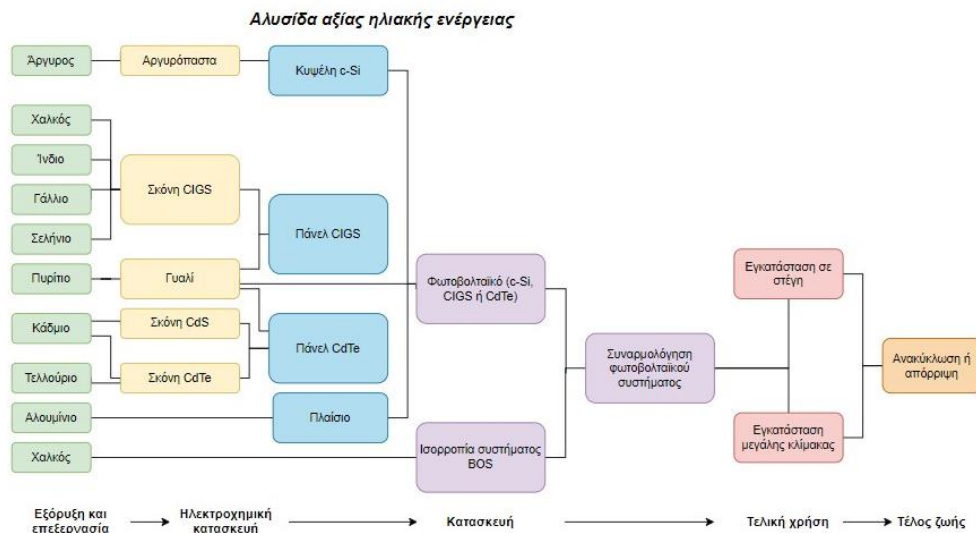 Αλυσίδα αξίας ηλιακής ενέργειας
Άργυρος
Αργυρόπαστα
Κυψέλη c-Si
Χαλκός
Ίνδιο
Γάλλιο
Σελήνιο
Σκόνη CIGS
Πάνελ CIGS
Πυρίτιο
Γυαλί
Κάδμιο
Σκόνη CdS
Τελλούριο
Σκόνη CdTe
Πάνελ CdTe
Αλουμίνιο
Πλαίσιο
Χαλκός
Φωτοβολταϊκό (c-Si,
CIGS ή CdTe)
Ισορροπία συστήματος
BOS
Συναρμολόγηση
φωτοβολταϊκού
συστήματος
Εγκατάσταση σε
στέγη
Εγκατάσταση
μεγάλης κλίμακας
Ανακύκλωση ή
απόρριψη
Εξόρυξη και
επεξεργασία
Ηλεκτροχημική
κατασκευή
Κατασκευή
Τελική χρήση
Τέλος ζωής